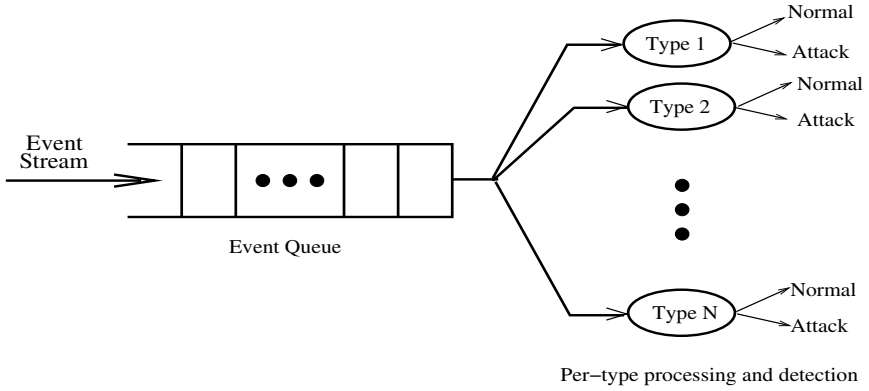 Event
Stream
Event Queue
Type 1
Normal
Attack
Type 2
Normal
Attack
Type N
Normal
Attack
Per−type processing and detection